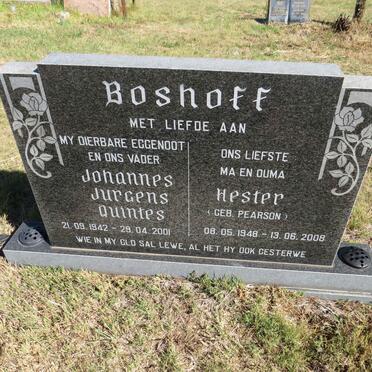 Boshoff
MET LIEFDE AAN
MY DIERBARE EGGENOOT
EN ONS VADER
Johannes
Jurgens
Quintes
21.09.1942 - 29.04.2001
ONS LIEFSTE
MA EN OUMA
Hester
(GEB. PEARSON)
08.05.1948 - 13.06.2008
WIE IN MY GLO SAL LEWE, AL HET HY OOK GESTERWE